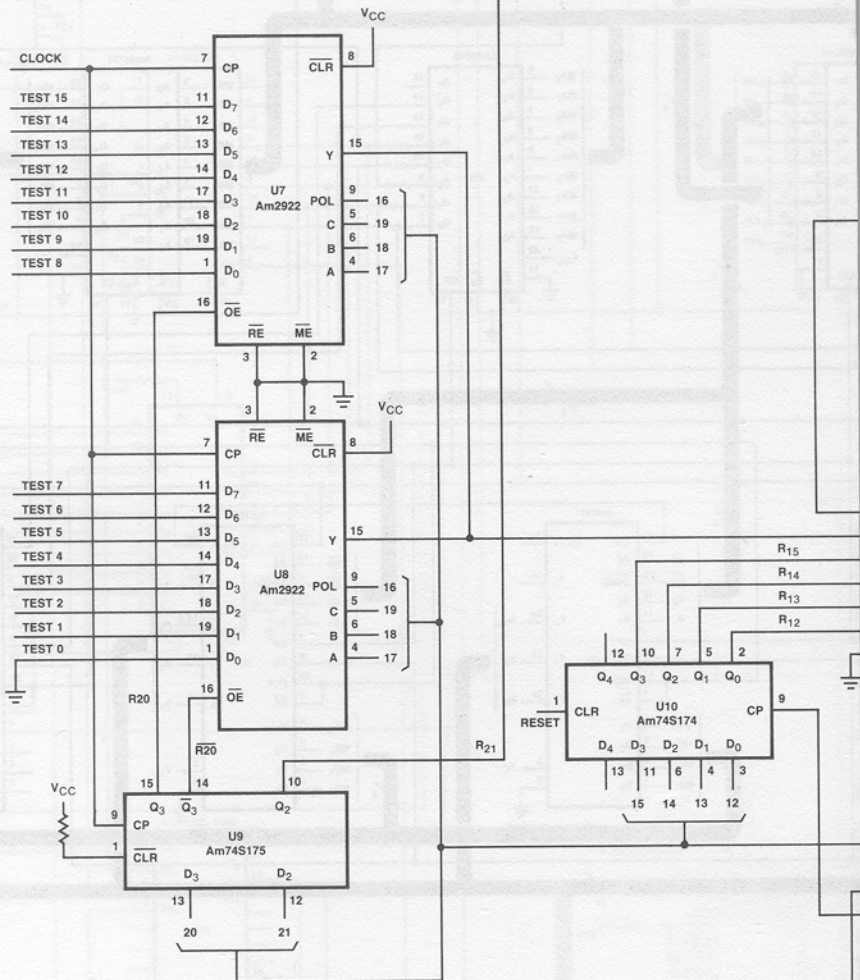 VCC
CLOCK 7 CP CLR 8
TEST 15 11 D7
TEST 14 12 D6
TEST 13 13 D5 Y 15
TEST 12 14 D4
TEST 11 17 D3 U7 Am2922 POL 9 16
TEST 10 18 D2 C 5 19
TEST 9 19 D1 B 6 18
TEST 8 1 D0 A 4 17
16 OE
RE ME
3 2
3 2 VCC
RE ME
7 CP CLR 8
TEST 7 11 D7
TEST 6 12 D6
TEST 5 13 D5 Y 15
TEST 4 14 D4
TEST 3 17 D3 U8 Am2922 POL 9 16
TEST 2 18 D2 C 5 19
TEST 1 19 D1 B 6 18
TEST 0 1 D0 A 4 17
16 OE
R15
R14
R13
R12
12 10 7 5 2
Q4 Q3 Q2 Q1 Q0
1 RESET CLR U10 Am74S174 CP 9
D4 D3 D2 D1 D0
13 11 6 4 3
15 14 13 12
R20
R20
R21
VCC
15 14 10
Q3 Q3 Q2
9 CP U9
1 CLR Am74S175
D3 D2
13 12
20 21